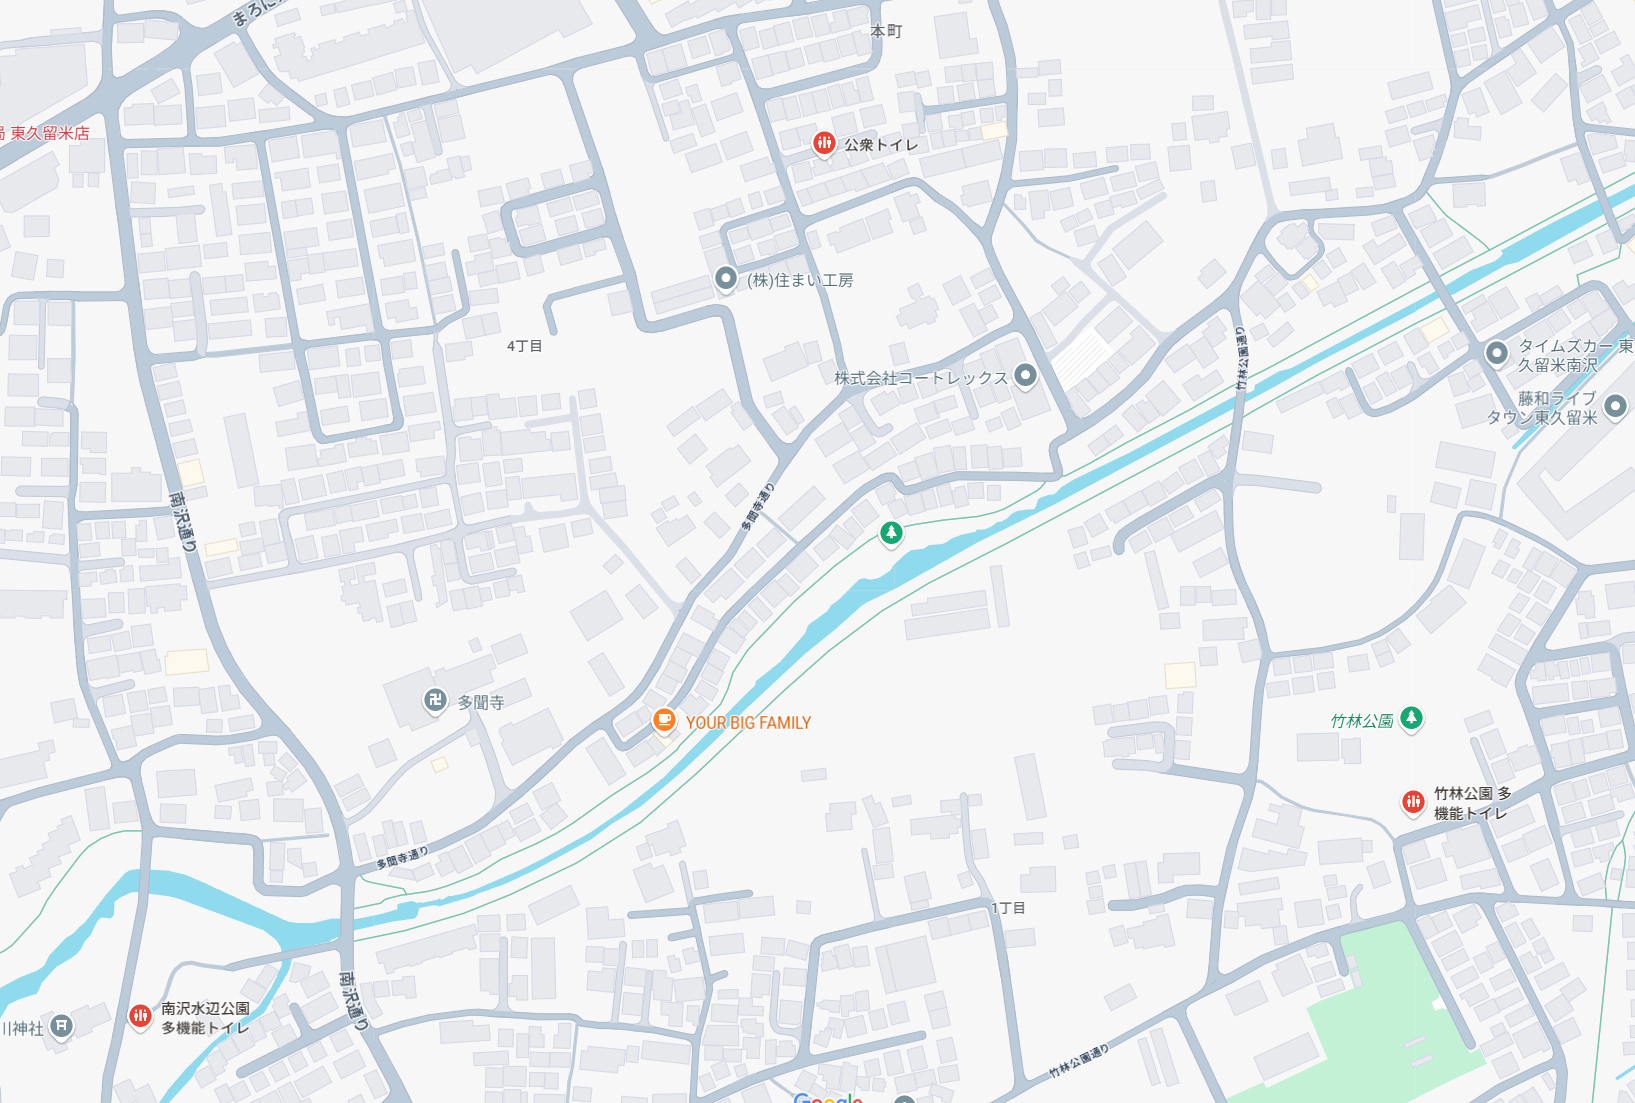 まろに
本町
局 東久留米店
公衆トイレ
(株)住まい工房
4丁目
株式会社コートレックス
竹林公園通り
タイムズカー 東
久留米南沢
藤和ライブ
タウン東久留米
南沢通り
多聞寺通り
多聞寺
YOUR BIG FAMILY
竹林公園
竹林公園 多
機能トイレ
多聞寺通り
1丁目
南沢通り
南沢水辺公園
多機能トイレ
川神社
竹林公園通り
Google